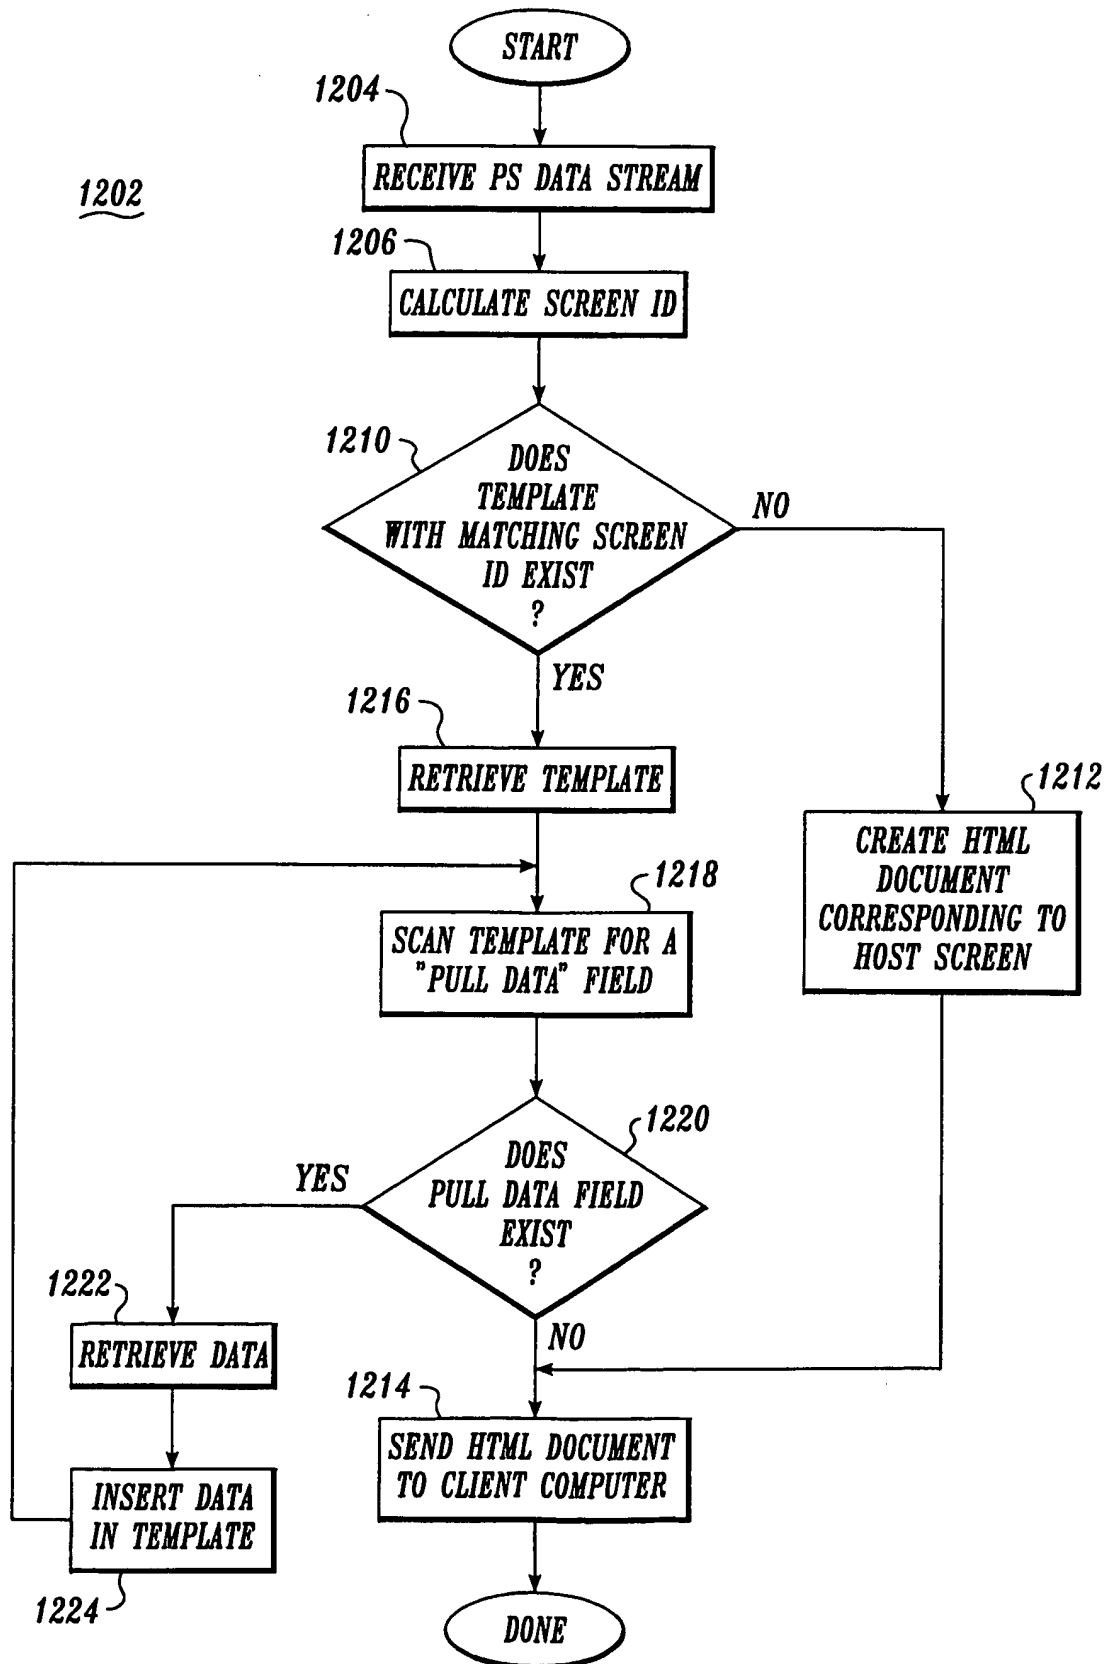 START
1204
RECEIVE PS DATA STREAM
1202
1206
CALCULATE SCREEN ID
1210
DOES
TEMPLATE
WITH MATCHING SCREEN
ID EXIST
?
NO
YES
1216
RETRIEVE TEMPLATE
1212
CREATE HTML
DOCUMENT
CORRESPONDING TO
HOST SCREEN
1218
SCAN TEMPLATE FOR A
"PULL DATA" FIELD
1220
DOES
PULL DATA FIELD
EXIST
?
YES
NO
1222
RETRIEVE DATA
1214
SEND HTML DOCUMENT
TO CLIENT COMPUTER
INSERT DATA
IN TEMPLATE
1224
DONE